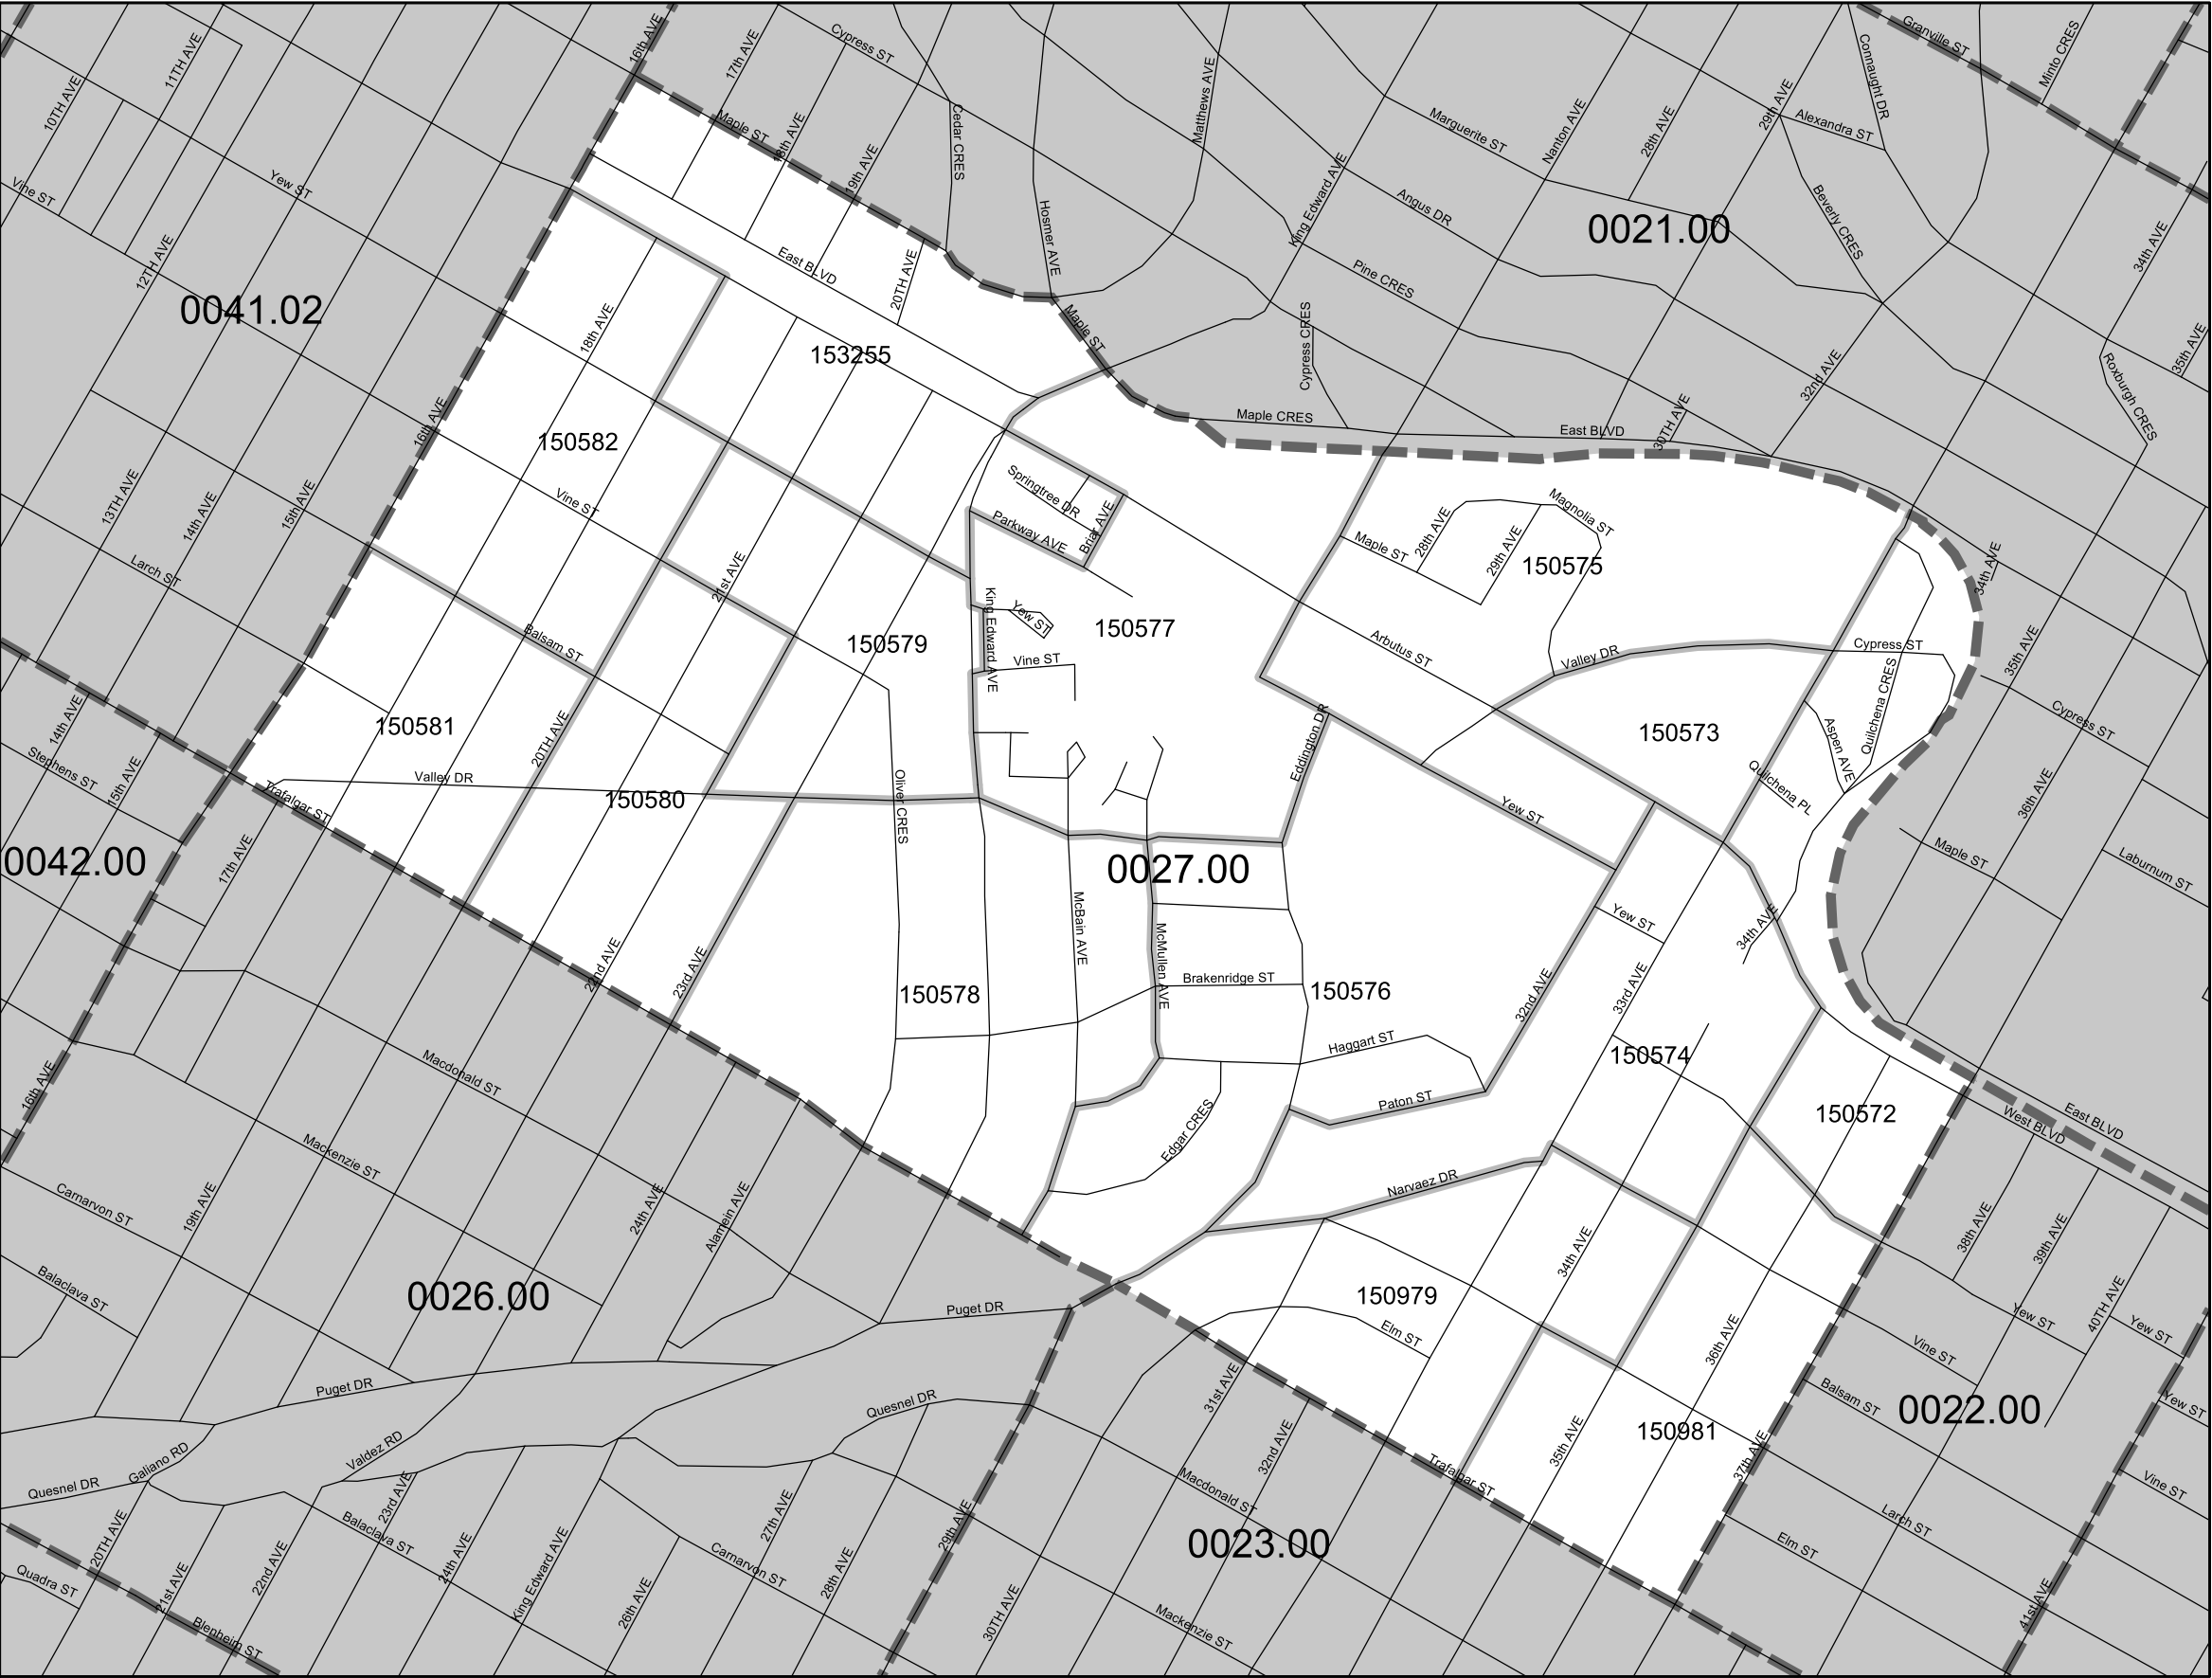 16th AVE
17th AVE
Cypress ST
Granville ST
Connaught DR
Minto CRES
11TH AVE
10TH AVE
Maple ST
18th AVE
19th AVE
Cedar CRES
Matthews AVE
Marguerite ST
Nanton AVE
28th AVE
29th AVE
Alexandra ST
Vine ST
Yew ST
Hosmer AVE
King Edward AVE
Angus DR
0021.00
Beverly CRES
34th AVE
12TH AVE
East BLVD
20TH AVE
Pine CRES
0041.02
18th AVE
153255
Maple ST
Cypress CRES
32nd AVE
35th AVE
Roxburgh CRES
16th AVE
150582
Maple CRES
East BLVD
30TH AVE
13TH AVE
14th AVE
15th AVE
Vine ST
Springtree DR
Parkway AVE
Briar AVE
Magnolia ST
28th AVE
29th AVE
Maple ST
150575
34th AVE
Larch ST
21st AVE
King Edward AVE
Yew ST
150577
Balsam ST
150579
Vine ST
Arbutus ST
Valley DR
Cypress ST
35th AVE
Quilchena CRES
14th AVE
150581
20TH AVE
Eddington DR
150573
Aspen AVE
Cypress ST
Stephens ST
15th AVE
Valley DR
Trafalgar ST
150580
Oliver CRES
Quilchena PL
Yew ST
36th AVE
0042.00
17th AVE
0027.00
Maple ST
Laburnum ST
McBain AVE
McMullen AVE
Yew ST
34th AVE
22nd AVE
23rd AVE
150578
Brakenridge ST
150576
32nd AVE
33rd AVE
16th AVE
Macdonald ST
Haggart ST
150574
Paton ST
150572
West BLVD
East BLVD
Mackenzie ST
Edgar CRES
Carnarvon ST
19th AVE
24th AVE
Alamein AVE
Narvaez DR
34th AVE
38th AVE
39th AVE
Balaclava ST
0026.00
Puget DR
150979
Elm ST
36th AVE
Vine ST
Yew ST
40TH AVE
Yew ST
Puget DR
Quesnel DR
31st AVE
Balsam ST
0022.00
Yew ST
Galiano RD
Valdez RD
32nd AVE
35th AVE
150981
37th AVE
Quesnel DR
23rd AVE
Macdonald ST
Trafalgar ST
Vine ST
20TH AVE
Balaclava ST
27th AVE
29th AVE
Larch ST
21st AVE
22nd AVE
24th AVE
King Edward AVE
Carnarvon ST
28th AVE
0023.00
Elm ST
Quadra ST
Blenheim ST
26th AVE
30TH AVE
Mackenzie ST
41st AVE